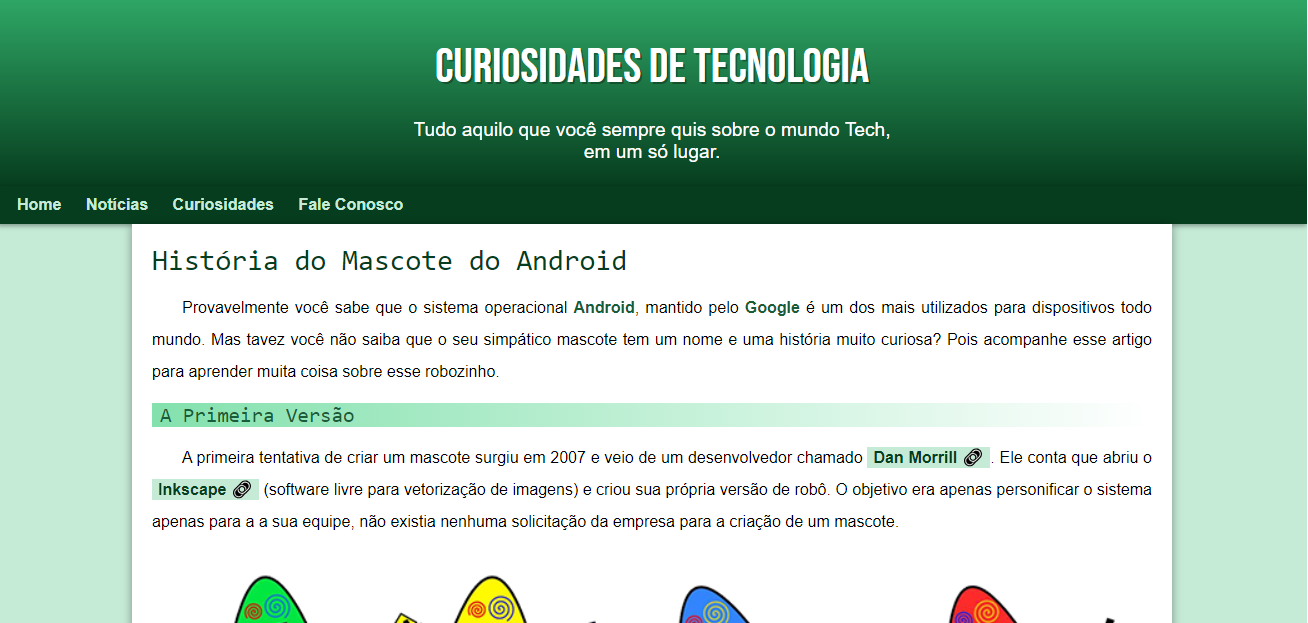 CURIOSIDADES DE TECNOLOGIA
Tudo aquilo que você sempre quis sobre o mundo Tech,
em um só lugar.
Home Notícias Curiosidades Fale Conosco
História do Mascote do Android
Provavelmente você sabe que o sistema operacional Android, mantido pelo Google é um dos mais utilizados para dispositivos todo
mundo. Mas tavez você não saiba que o seu simpático mascote tem um nome e uma história muito curiosa? Pois acompanhe esse artigo
para aprender muita coisa sobre esse robozinho.
A Primeira Versão
A primeira tentativa de criar um mascote surgiu em 2007 e veio de um desenvolvedor chamado Dan Morrill . Ele conta que abriu o
Inkscape (software livre para vetorização de imagens) e criou sua própria versão de robô. O objetivo era apenas personificar o sistema
apenas para a a sua equipe, não existia nenhuma solicitação da empresa para a criação de um mascote.